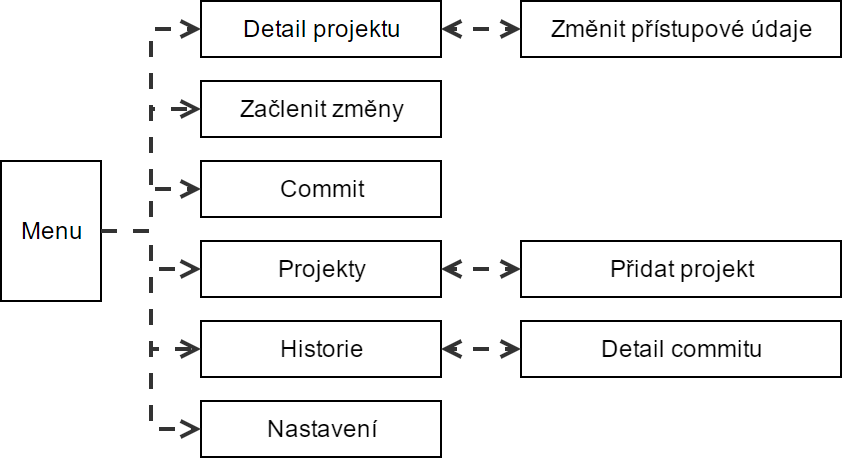 Detail projektu
Změnit přístupové údaje
Začlenit změny
Commit
Menu
Projekty
Přidat projekt
Historie
Detail commitu
Nastavení